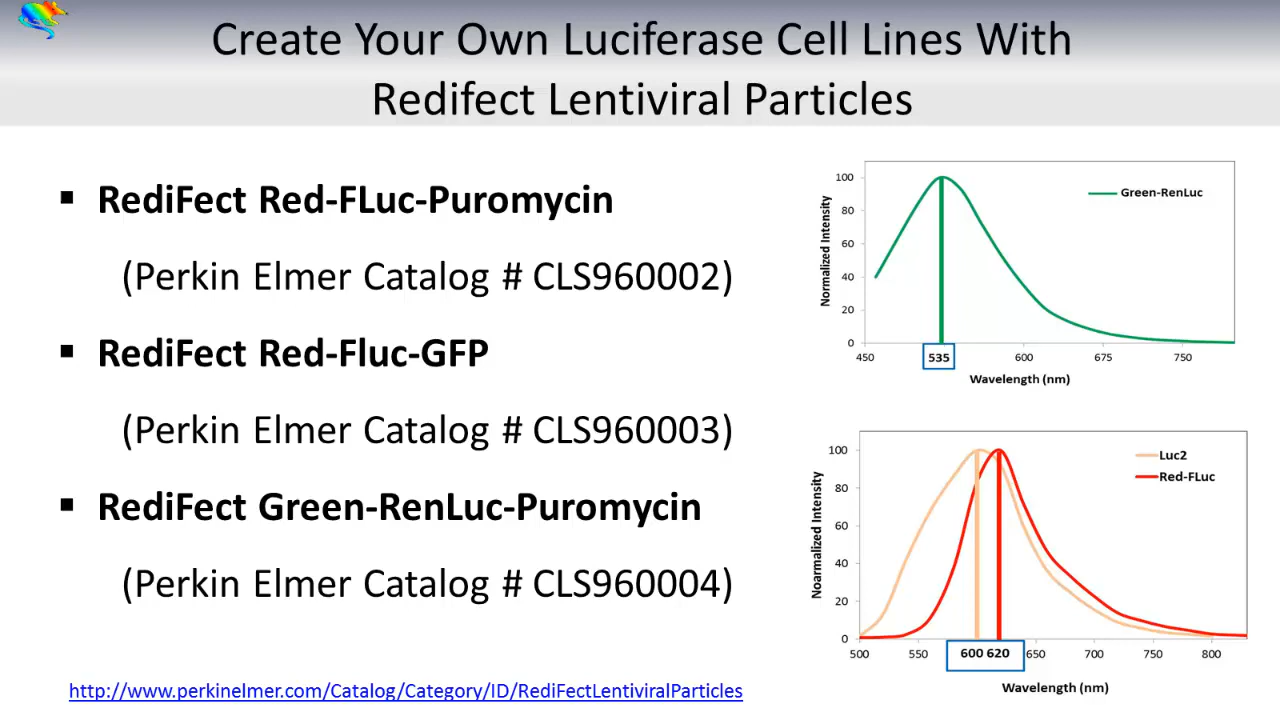 Create Your Own Luciferase Cell Lines With
Redifect Lentiviral Particles
▪ RediFect Red-FLuc-Puromycin
(Perkin Elmer Catalog # CLS960002)
▪ RediFect Red-Fluc-GFP
(Perkin Elmer Catalog # CLS960003)
▪ RediFect Green-RenLuc-Puromycin
(Perkin Elmer Catalog # CLS960004)
http://www.perkinelmer.com/Catalog/Category/ID/RediFectLentiviralParticles
Normalized Intensity
100
80
60
40
20
0
Green-RenLuc
450 535 600 675 750
Wavelength (nm)
Noarmalized Intensity
100
80
60
40
20
0
Luc2
Red-FLuc
500 550 600 620 650 700 750 800
Wavelength (nm)